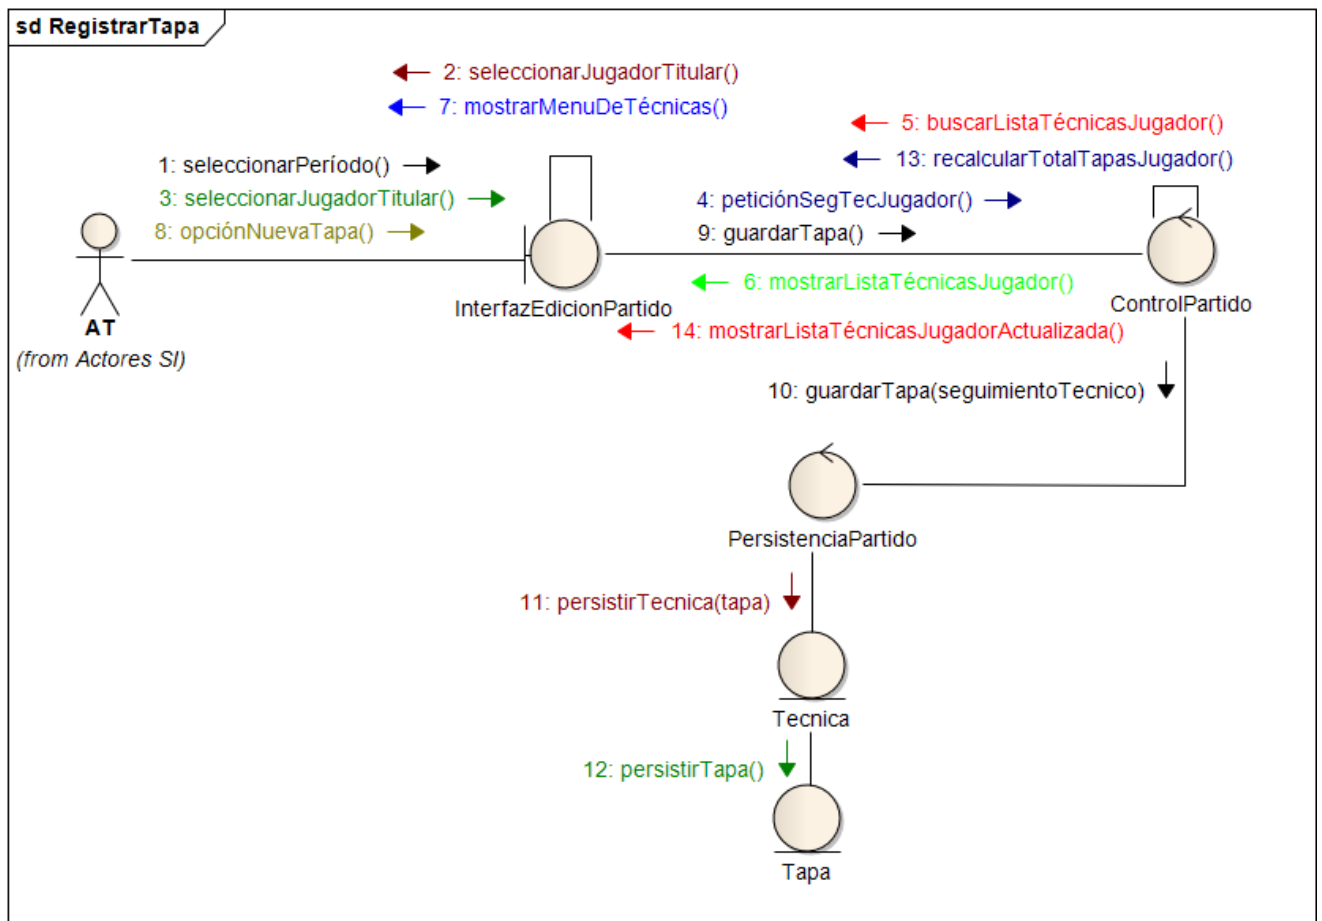 sd RegistrarTapa
2: seleccionarJugadorTitular()
7: mostrarMenuDeTécnicas()
5: buscarListaTécnicasJugador()
13: recalcularTotalTapasJugador()
1: seleccionarPeríodo()
3: seleccionarJugadorTitular()
8: opciónNuevaTapa()
4: peticiónSegTecJugador()
9: guardarTapa()
6: mostrarListaTécnicasJugador()
14: mostrarListaTécnicasJugadorActualizada()
InterfazEdicionPartido
ControlPartido
AT
(from Actores SI)
10: guardarTapa(seguimientoTecnico)
PersistenciaPartido
11: persistirTecnica(tapa)
Tecnica
12: persistirTapa()
Tapa